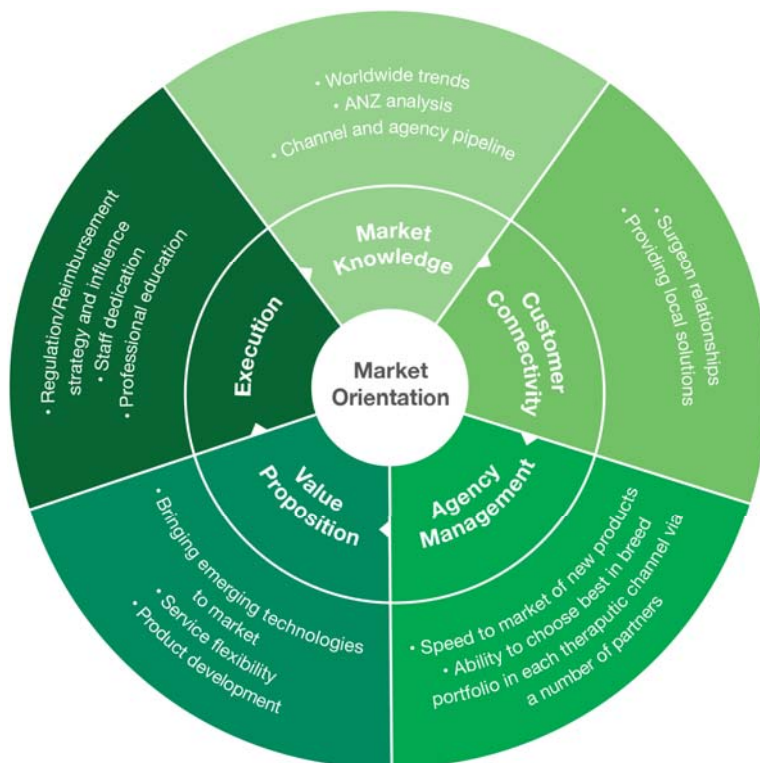 • Worldwide trends
• ANZ analysis
• Channel and agency pipeline
Market
Knowledge
• Surgeon relationships
• Providing local solutions
Customer
Connectivity
• Speed to market of new products
• Ability to choose best in breed
portfolio in each theraputic channel via
a number of partners
Agency
Management
• Bringing emerging technologies
to market
• Service flexibility
• Product development
Value
Proposition
• Regulation/Reimbursement
strategy and influence
• Staff dedication
• Professional education
Execution
Market
Orientation